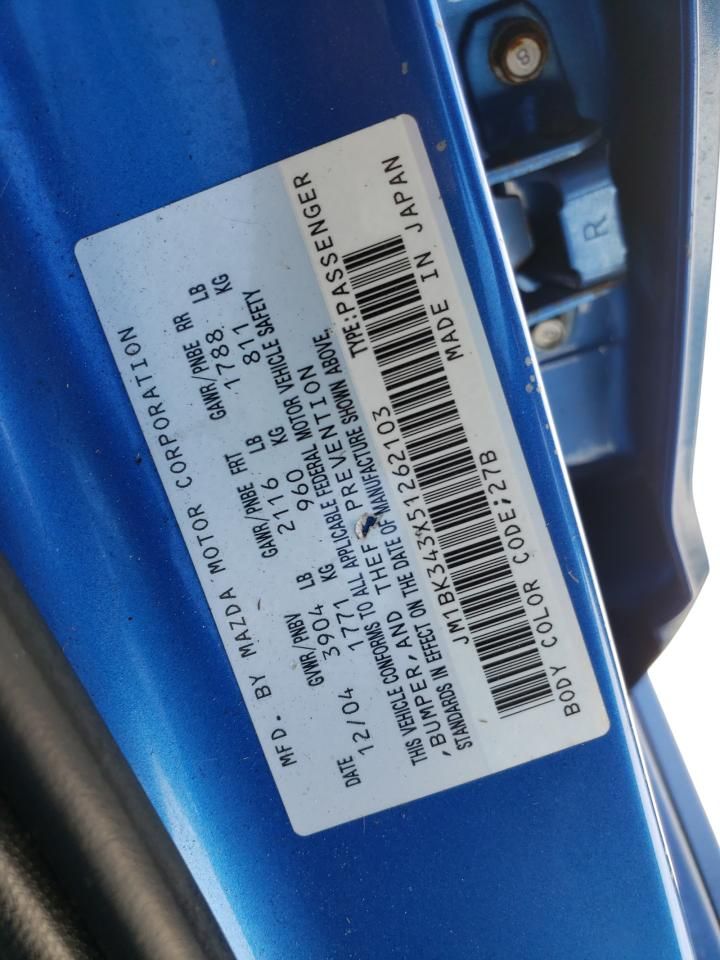 MFD. BY MAZDA MOTOR CORPORATION
DATE GVWR/PNBV LB KG GAWR/PNBE FRT LB KG GAWR/PNBE RR LB KG
12/04 3904 1771 2116 960 1788 811
THIS VEHICLE CONFORMS TO ALL APPLICABLE FEDERAL MOTOR VEHICLE SAFETY
,BUMPER,AND THEF PREVENTION
STANDARDS IN EFFECT ON THE DATE OF MANUFACTURE SHOWN ABOVE.
JM1BK343X51262103 TYPE:PASSENGER
BODY COLOR CODE;27B MADE IN JAPAN
8
R